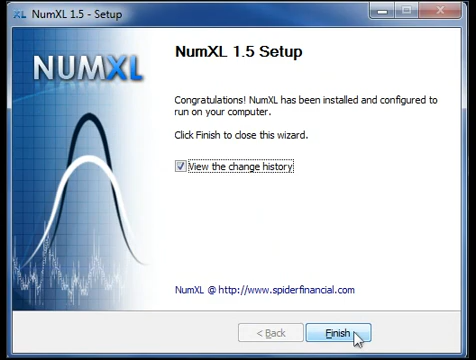 XL NumXL 1.5 - Setup
NUMXL
NumXL 1.5 Setup
Congratulations! NumXL has been installed and configured to
run on your computer.
Click Finish to close this wizard.
View the change history
NumXL @ http://www.spiderfinancial.com
< Back
Finish